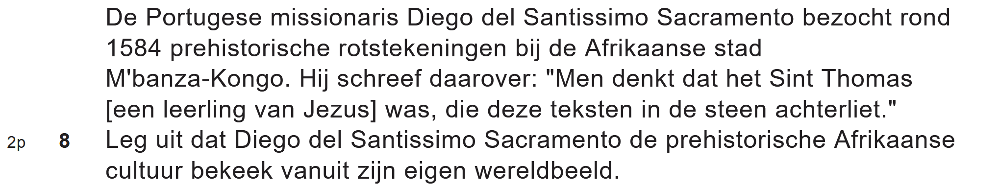 De Portugese missionaris Diego del Santissimo Sacramento bezocht rond
1584 prehistorische rotstekeningen bij de Afrikaanse stad
M'banza-Kongo. Hij schreef daarover: "Men denkt dat het Sint Thomas
[een leerling van Jezus] was, die deze teksten in de steen achterliet."
2p 8 Leg uit dat Diego del Santissimo Sacramento de prehistorische Afrikaanse
cultuur bekeek vanuit zijn eigen wereldbeeld.